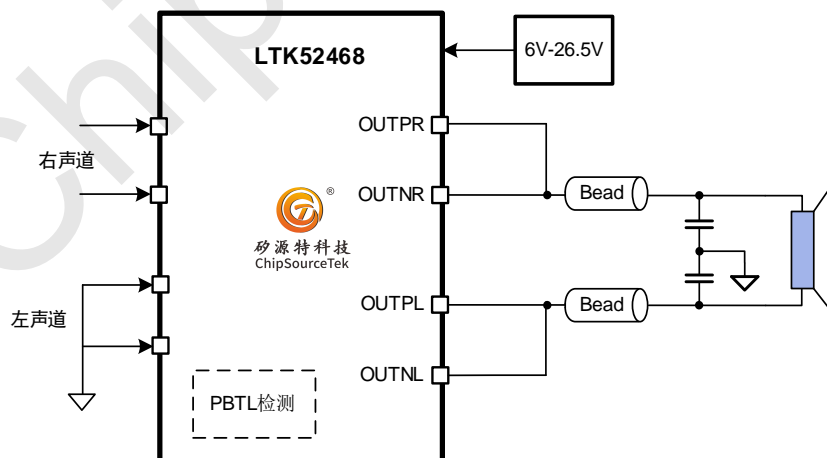 Chip
LTK52468
6V-26.5V
OUTPR
右声道
OUTNR
Bead
®
矽源特科技
ChipSourceTek
OUTPL
Bead
左声道
OUTNL
PBTL检测